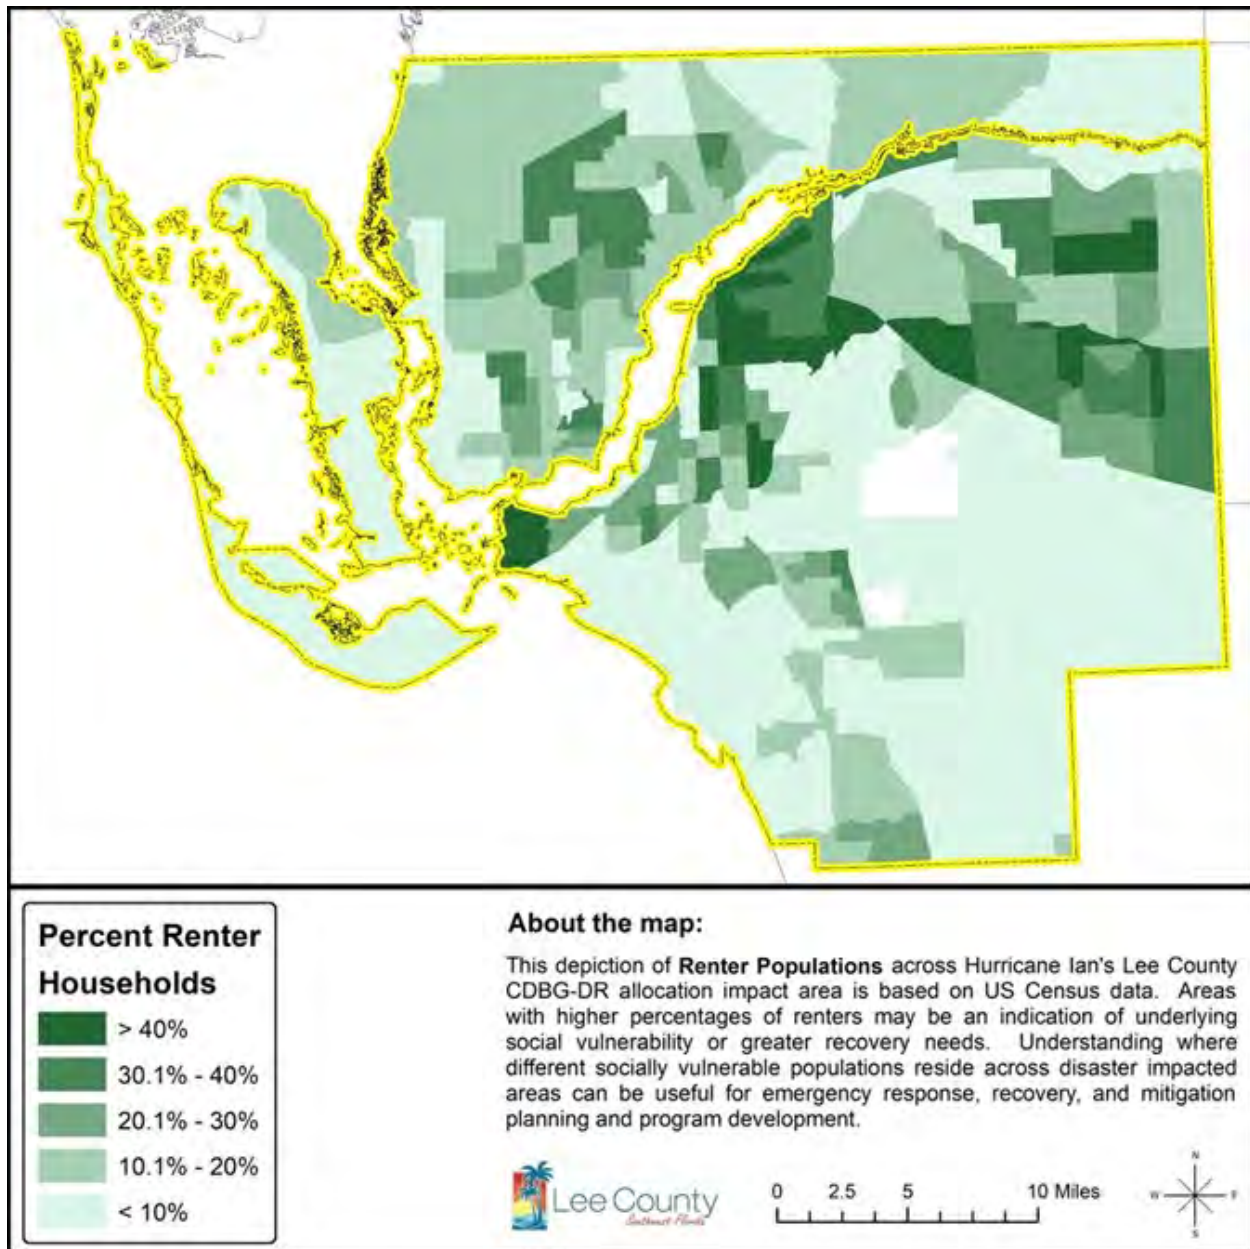 Percent Renter
Households
> 40%
30.1% - 40%
20.1% - 30%
10.1% - 20%
< 10%
About the map:
This depiction of Renter Populations across Hurricane Ian's Lee County
CDBG-DR allocation impact area is based on US Census data. Areas
with higher percentages of renters may be an indication of underlying
social vulnerability or greater recovery needs. Understanding where
different socially vulnerable populations reside across disaster impacted
areas can be useful for emergency response, recovery, and mitigation
planning and program development.
Lee County
Southwest Florida
0 2.5 5 10 Miles
N
W E
S